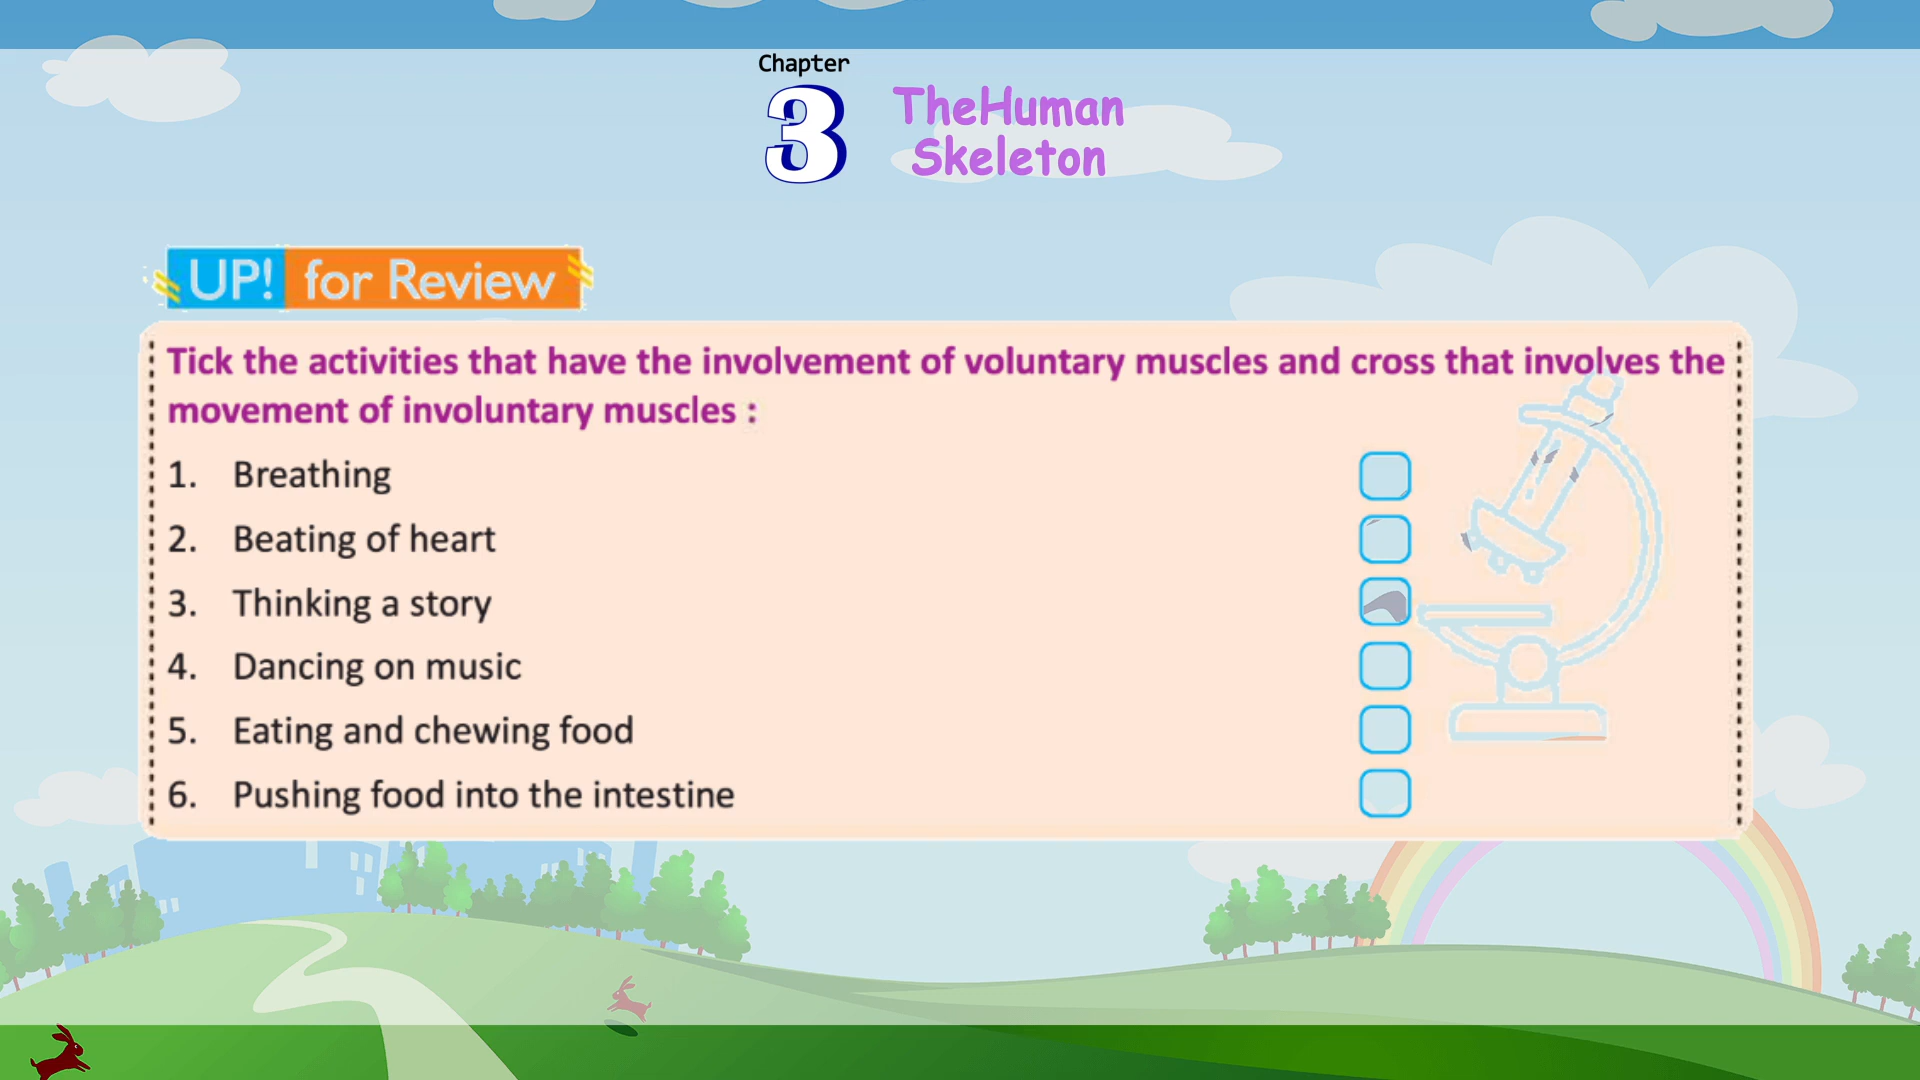 Chapter
3
TheHuman
Skeleton
UP! for Review
Tick the activities that have the involvement of voluntary muscles and cross that involves the
movement of involuntary muscles :
1. Breathing
2. Beating of heart
3. Thinking a story
4. Dancing on music
5. Eating and chewing food
6. Pushing food into the intestine